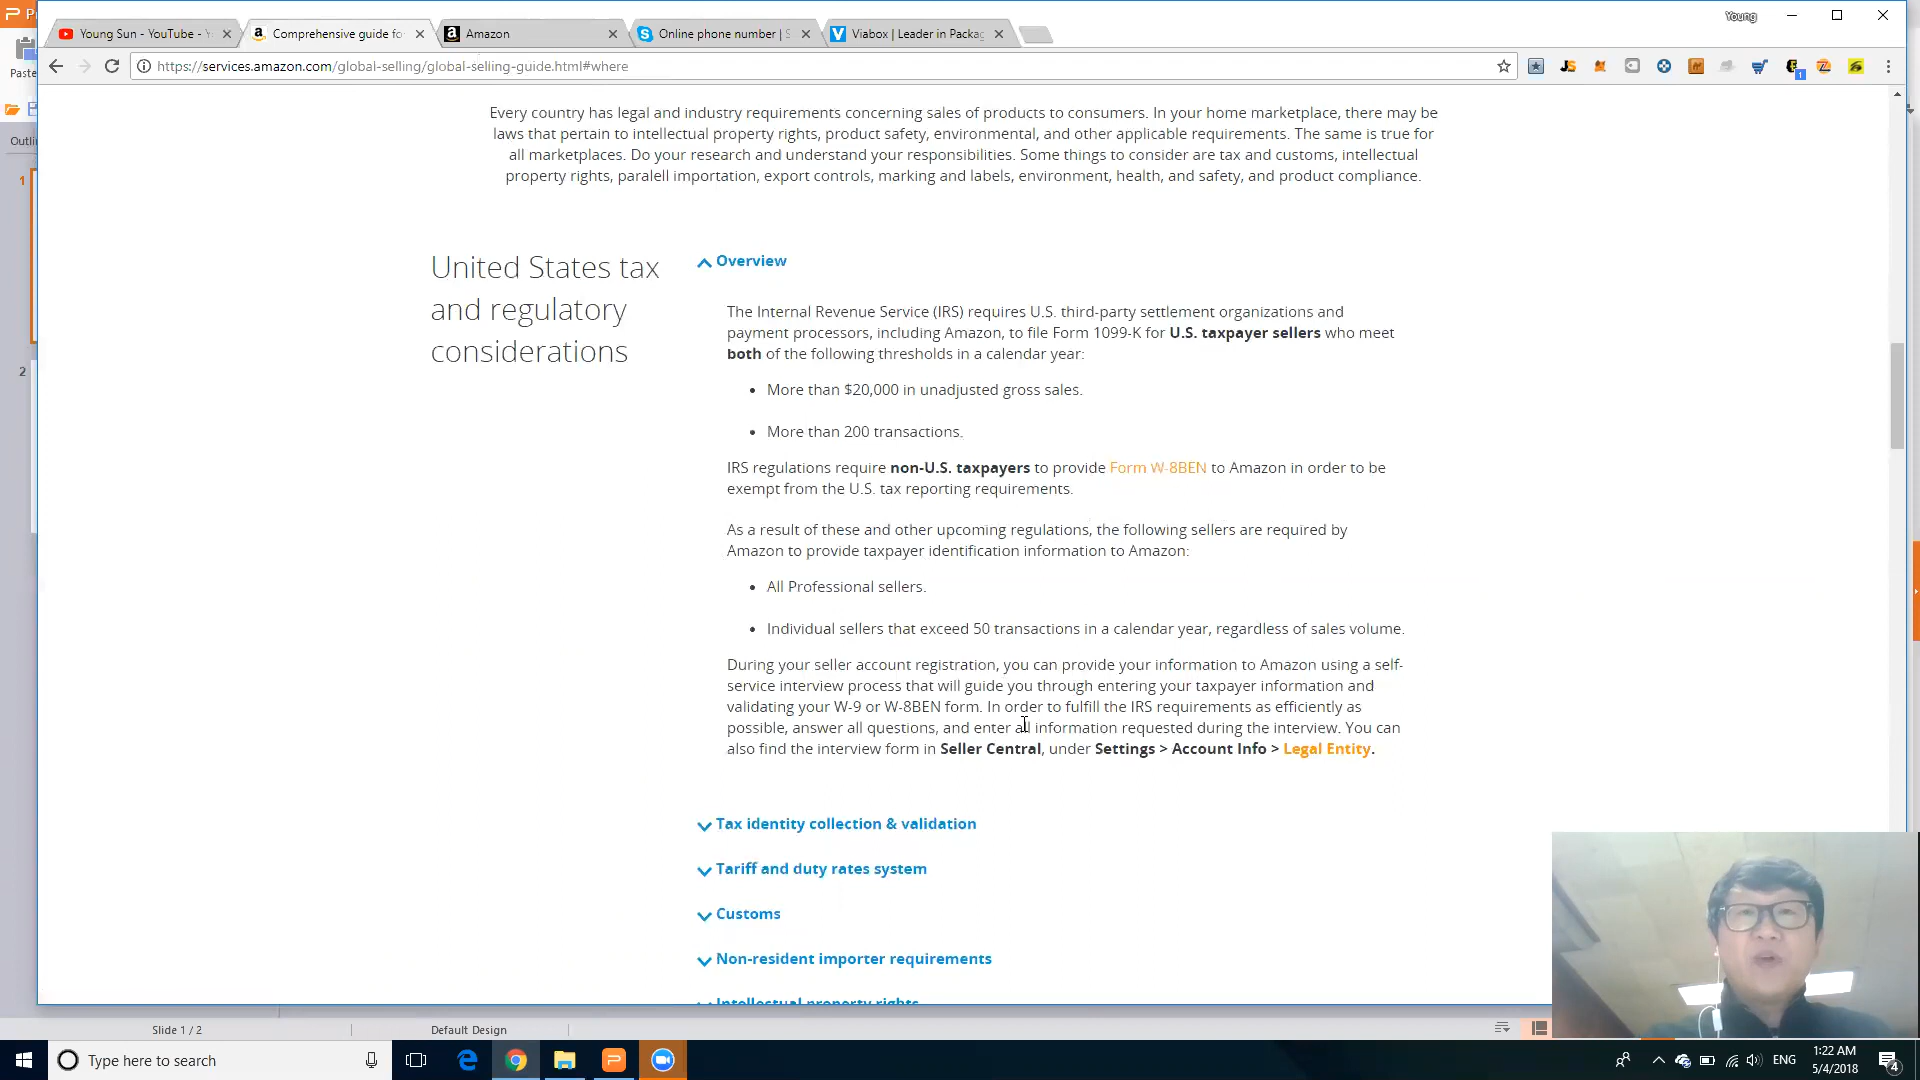 Young
Young Sun - YouTube -
Comprehensive guide fo
Amazon
Online phone number | S
Viabox | Leader in Packag
https://services.amazon.com/global-selling/global-selling-guide.html#where
Paste
Outlin
1
2
Every country has legal and industry requirements concerning sales of products to consumers. In your home marketplace, there may be
laws that pertain to intellectual property rights, product safety, environmental, and other applicable requirements. The same is true for
all marketplaces. Do your research and understand your responsibilities. Some things to consider are tax and customs, intellectual
property rights, paralell importation, export controls, marking and labels, environment, health, and safety, and product compliance.
United States tax
and regulatory
considerations
Overview
The Internal Revenue Service (IRS) requires U.S. third-party settlement organizations and
payment processors, including Amazon, to file Form 1099-K for U.S. taxpayer sellers who meet
both of the following thresholds in a calendar year:
• More than $20,000 in unadjusted gross sales.
• More than 200 transactions.
IRS regulations require non-U.S. taxpayers to provide Form W-8BEN to Amazon in order to be
exempt from the U.S. tax reporting requirements.
As a result of these and other upcoming regulations, the following sellers are required by
Amazon to provide taxpayer identification information to Amazon:
• All Professional sellers.
• Individual sellers that exceed 50 transactions in a calendar year, regardless of sales volume.
During your seller account registration, you can provide your information to Amazon using a self-
service interview process that will guide you through entering your taxpayer information and
validating your W-9 or W-8BEN form. In order to fulfill the IRS requirements as efficiently as
possible, answer all questions, and enter all information requested during the interview. You can
also find the interview form in Seller Central, under Settings > Account Info > Legal Entity.
Tax identity collection & validation
Tariff and duty rates system
Customs
Non-resident importer requirements
Intellectual property rights
Slide 1 / 2
Default Design
Type here to search
ENG
1:22 AM
5/4/2018
4